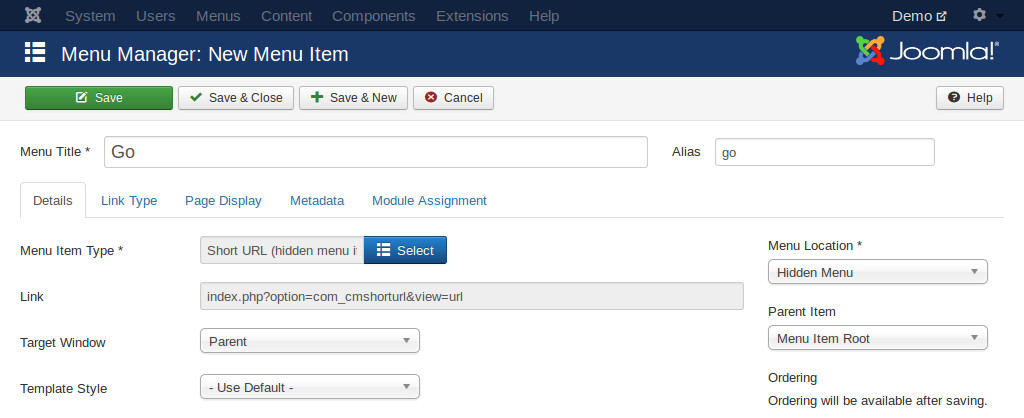 System Users Menus Content Components Extensions Help Demo
Menu Manager: New Menu Item Joomla!®
Save Save & Close Save & New Cancel Help
Menu Title * Go Alias go
Details Link Type Page Display Metadata Module Assignment
Menu Item Type * Short URL (hidden menu i Select
Menu Location *
Hidden Menu
Link index.php?option=com_cmshorturl&view=url
Parent Item
Target Window Parent
Menu Item Root
Ordering
Template Style - Use Default -
Ordering will be available after saving.